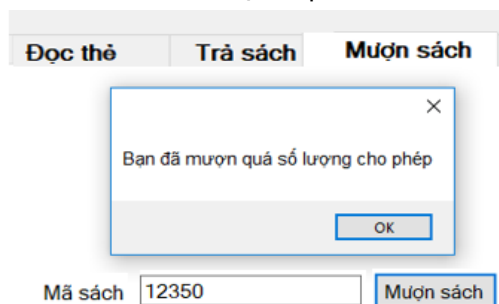 Đọc thẻ Trả sách Mượn sách
Bạn đã mượn quá số lượng cho phép
OK
Mã sách 12350 Mượn sách